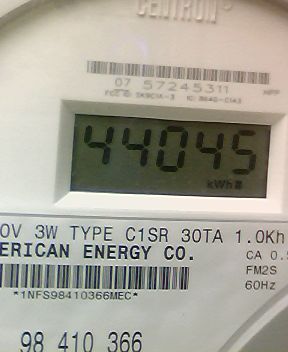 CENTRON®
07 57245311
44045
kWh
0V 3W TYPE C1SR 30TA 1.0Kh
ERICAN ENERGY CO.
CA 0.5
FM2S
*1NFS98410366MEC*
60Hz
98 410 366